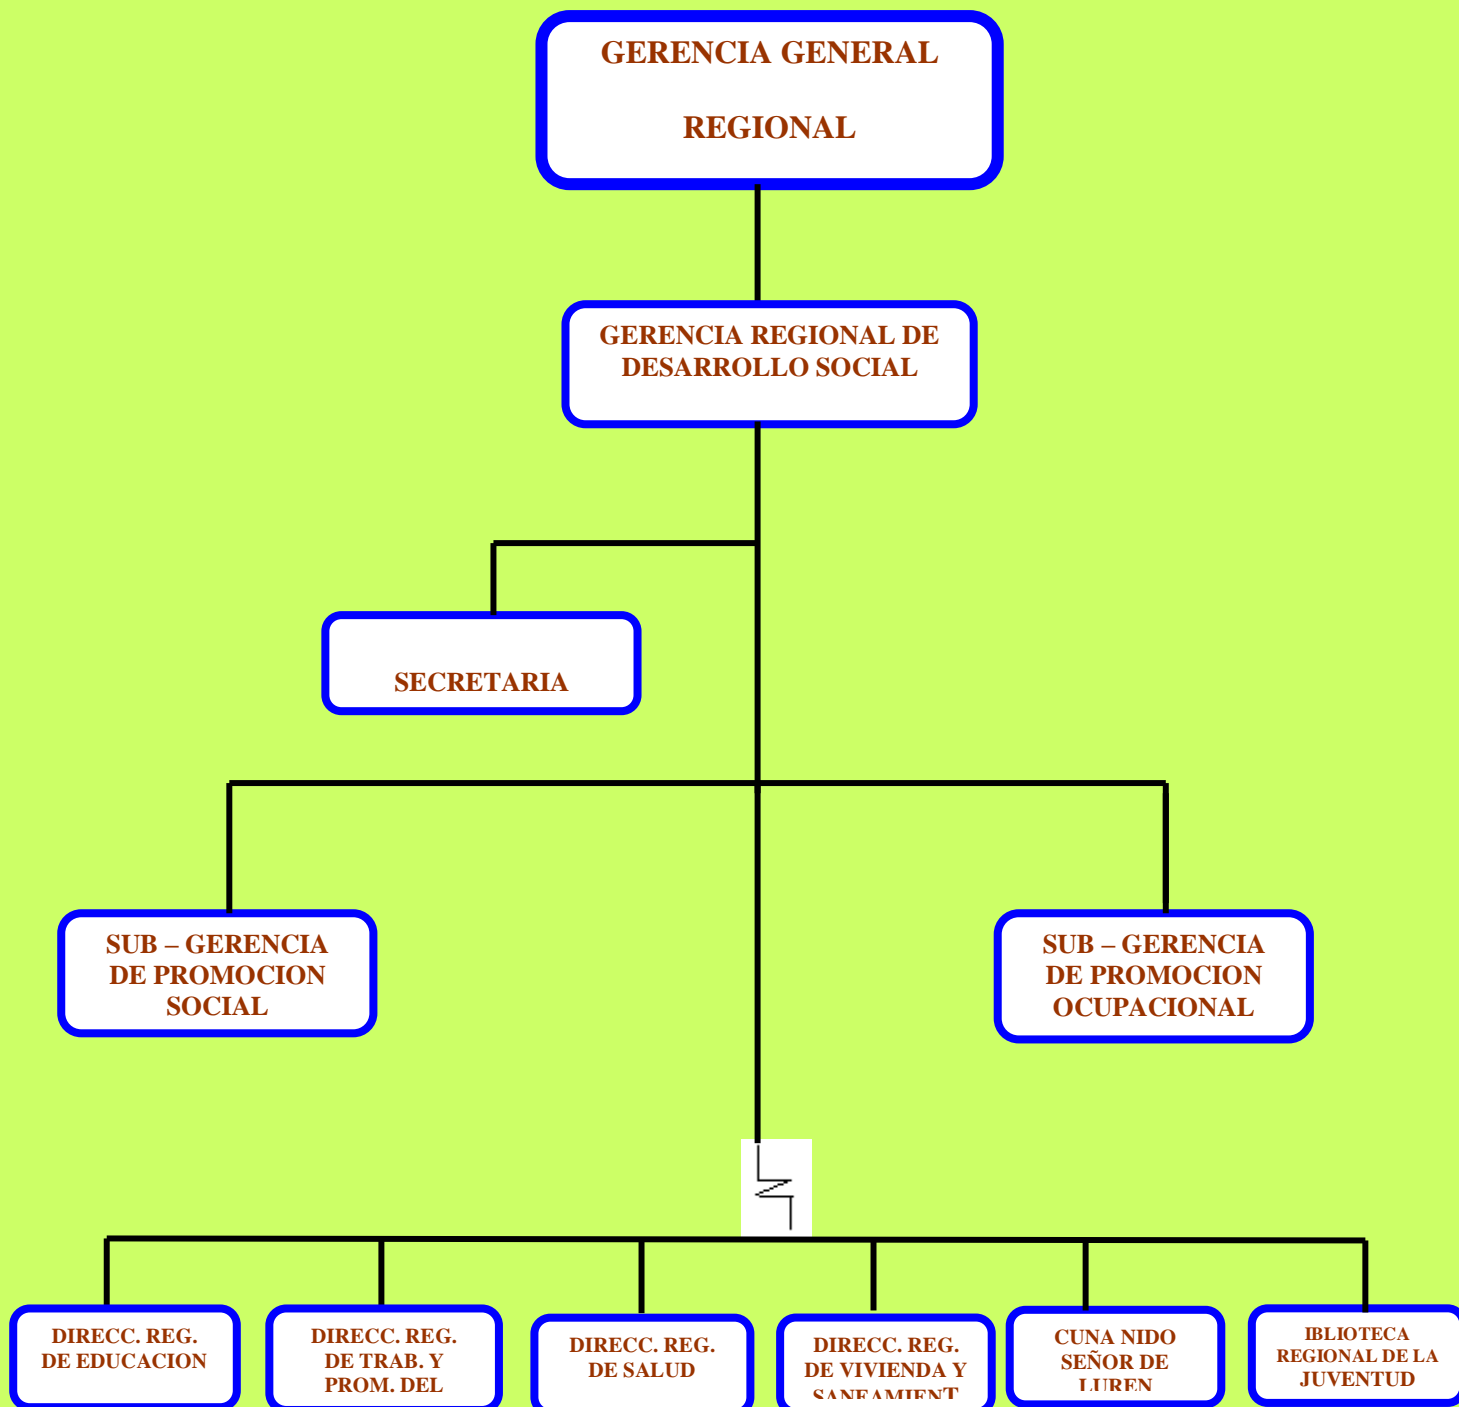 GERENCIA GENERAL
REGIONAL
GERENCIA REGIONAL DE
DESARROLLO SOCIAL
SECRETARIA
SUB – GERENCIA
DE PROMOCION
SOCIAL
SUB – GERENCIA
DE PROMOCION
OCUPACIONAL
DIRECC. REG.
DE EDUCACION
DIRECC. REG.
DE TRAB. Y
PROM. DEL
DIRECC. REG.
DE SALUD
DIRECC. REG.
DE VIVIENDA Y
SANEAMIENT
CUNA NIDO
SEÑOR DE
LUREN
IBLIOTECA
REGIONAL DE LA
JUVENTUD